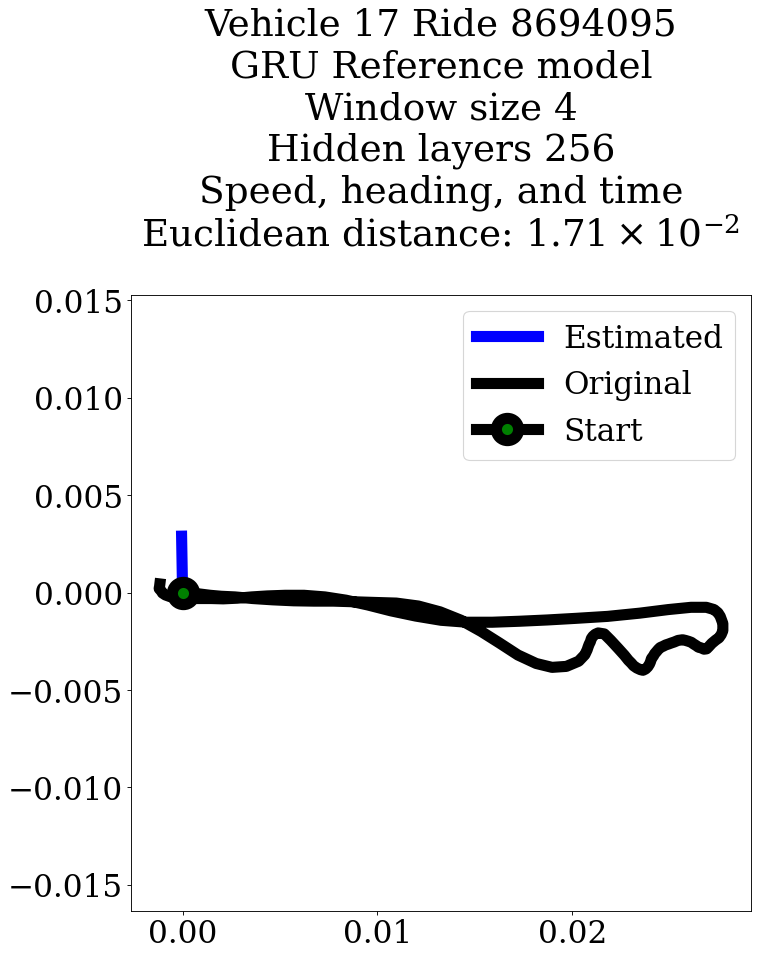 Vehicle 17 Ride 8694095
GRU Reference model
Window size 4
Hidden layers 256
Speed, heading, and time
Euclidean distance: 1.71 × 10⁻²
Estimated
Original
Start
0.015
0.010
0.005
0.000
−0.005
−0.010
−0.015
0.00 0.01 0.02